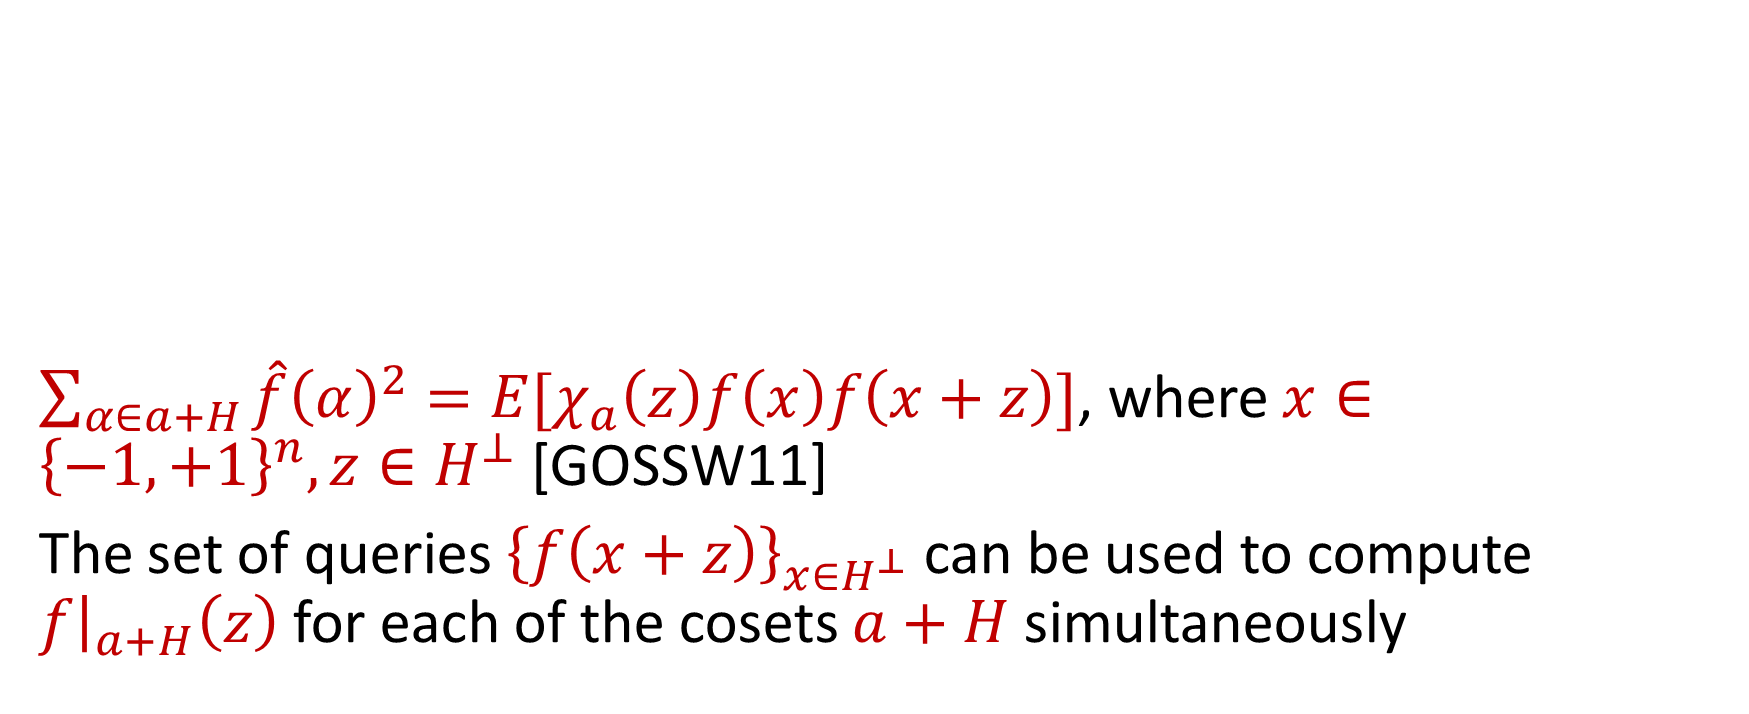 ∑_{α∈a+H} f̂(α)² = E[χ_a(z)f(x)f(x + z)], where x ∈
{−1, +1}ⁿ, z ∈ H^⊥ [GOSSW11]
The set of queries {f(x + z)}_{x∈H^⊥} can be used to compute
f|_{a+H}(z) for each of the cosets a + H simultaneously